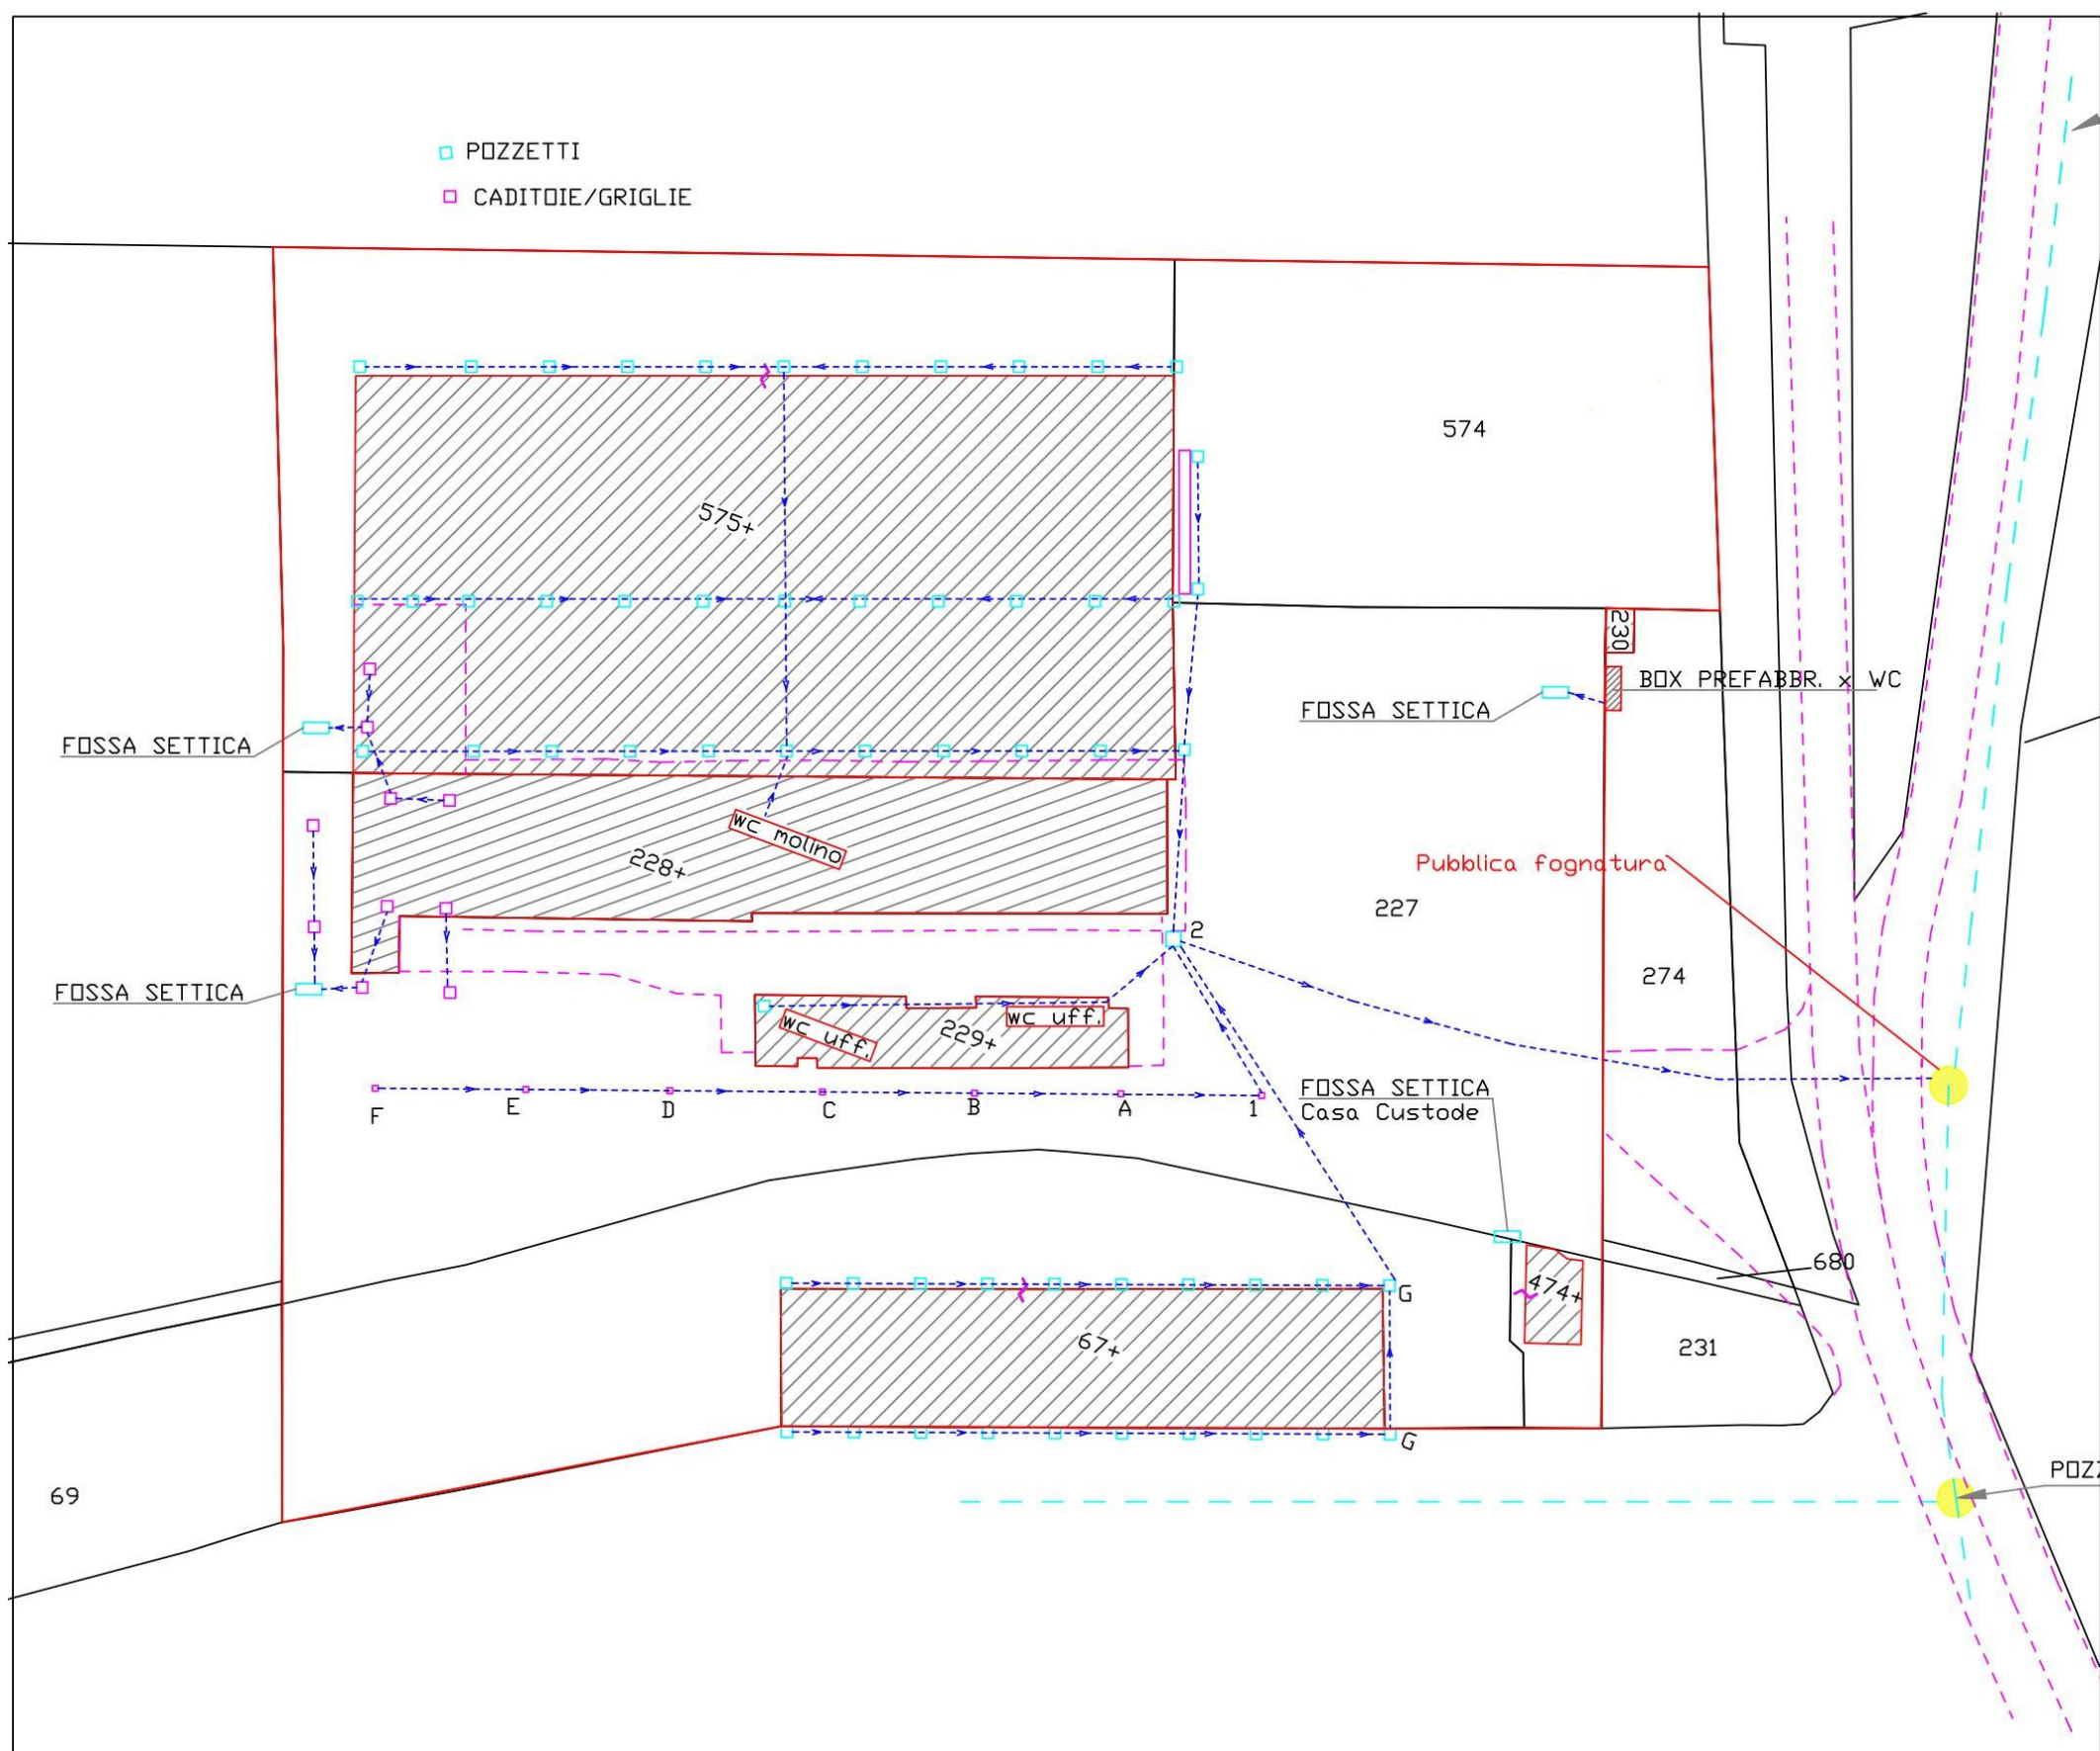 POZZETTI
CADITOIE/GRIGLIE
574
575+
230
BOX PREFABBR. x WC
FOSSA SETTICA
FOSSA SETTICA
wc molino
228+
Pubblica fognatura
227
2
274
FOSSA SETTICA
wc uff.
229+
wc uff.
F
E
D
C
B
A
1
FOSSA SETTICA
Casa Custode
680
474+
G
67+
231
G
69
POZZ